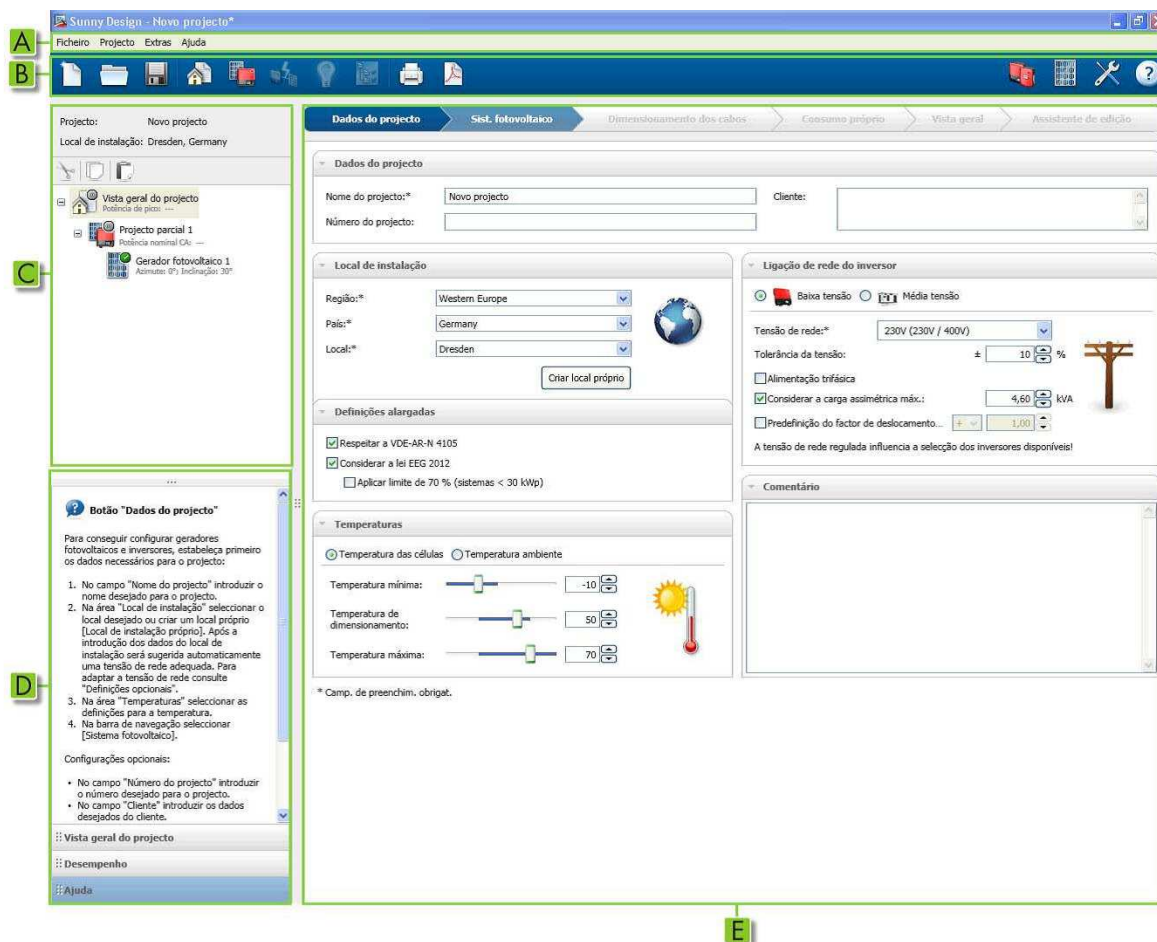 Sunny Design - Novo projecto*
A
Ficheiro Projecto Extras Ajuda
B
Projecto: Novo projecto
Local de instalação: Dresden, Germany
Vista geral do projecto
Potência de pico: ---
Projecto parcial 1
Potência nominal CA: ---
Gerador fotovoltaico 1
Azimute: 0°; Inclinação: 30°
C
...
Botão "Dados do projecto"
Para conseguir configurar geradores
fotovoltaicos e inversores, estabeleça primeiro
os dados necessários para o projecto:
1. No campo "Nome do projecto" introduzir o
nome desejado para o projecto.
2. Na área "Local de instalação" seleccionar o
local desejado ou criar um local próprio
[Local de instalação próprio]. Após a
introdução dos dados do local de
instalação será sugerida automaticamente
uma tensão de rede adequada. Para
adaptar a tensão de rede consulte
"Definições opcionais".
3. Na área "Temperaturas" seleccionar as
definições para a temperatura.
4. Na barra de navegação seleccionar
[Sistema fotovoltaico].
Configurações opcionais:
• No campo "Número do projecto" introduzir
o número desejado para o projecto.
• No campo "Cliente" introduzir os dados
desejados do cliente.
D
Vista geral do projecto
Desempenho
Ajuda
Dados do projecto Sist. fotovoltaico Dimensionamento dos cabos Consumo próprio Vista geral Assistente de edição
Dados do projecto
Nome do projecto:* Novo projecto Cliente:
Número do projecto:
Local de instalação
Região:* Western Europe
País:* Germany
Local:* Dresden
Criar local próprio
Definições alargadas
Respeitar a VDE-AR-N 4105
Considerar a lei EEG 2012
Aplicar limite de 70 % (sistemas < 30 kWp)
Temperaturas
Temperatura das células Temperatura ambiente
Temperatura mínima: -10
Temperatura de
dimensionamento: 50
Temperatura máxima: 70
* Camp. de preenchim. obrigat.
Ligação de rede do inversor
Baixa tensão Média tensão
Tensão de rede:* 230V (230V / 400V)
Tolerância da tensão: ± 10 %
Alimentação trifásica
Considerar a carga assimétrica máx.: 4,60 kVA
Predefinição do factor de deslocamento... + 1,00
A tensão de rede regulada influencia a selecção dos inversores disponíveis!
Comentário
E